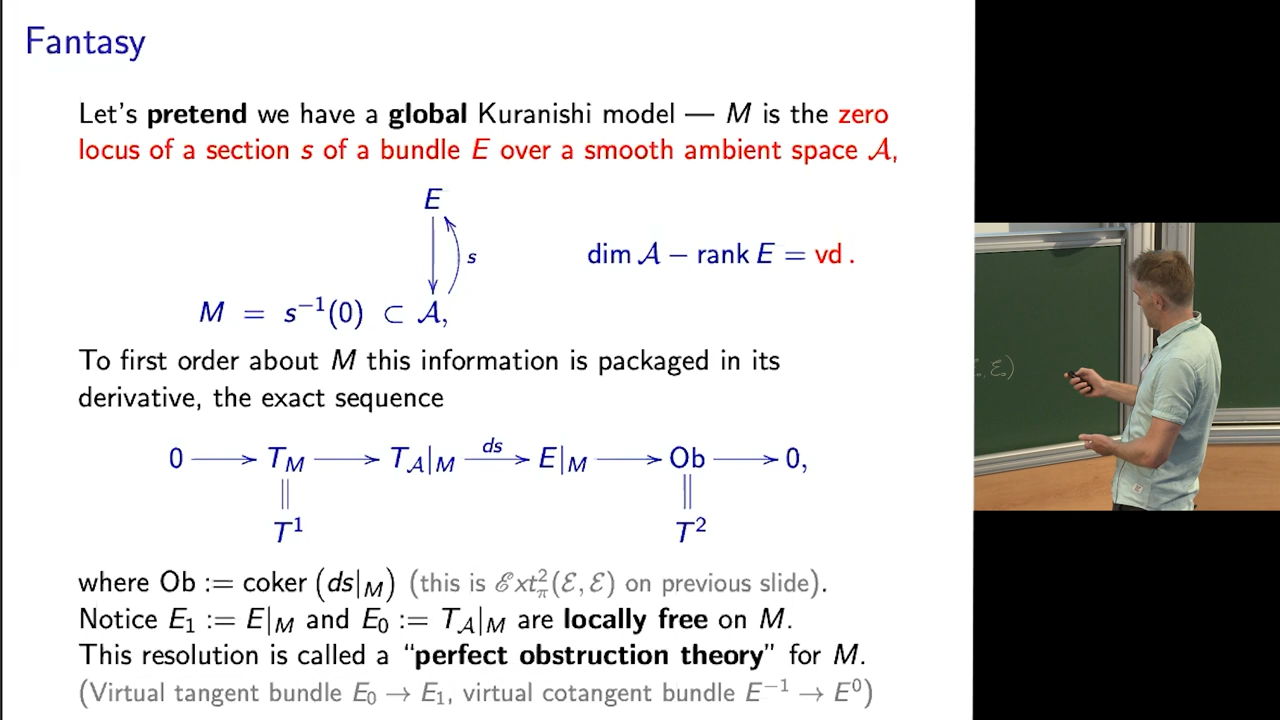 Fantasy
Let's pretend we have a global Kuranishi model — M is the zero
locus of a section s of a bundle E over a smooth ambient space 𝒜,
E
s
dim 𝒜 − rank E = vd .
M = s⁻¹(0) ⊂ 𝒜,
To first order about M this information is packaged in its
derivative, the exact sequence
0 ⟶ T_M ⟶ T_𝒜|_M ⟶^{ds} E|_M ⟶ Ob ⟶ 0,
|| ||
T¹ T²
where Ob := coker (ds|_M) (this is ℰxt²_π(ℰ, ℰ) on previous slide).
Notice E₁ := E|_M and E₀ := T_𝒜|_M are locally free on M.
This resolution is called a “perfect obstruction theory” for M.
(Virtual tangent bundle E₀ → E₁, virtual cotangent bundle E⁻¹ → E⁰)